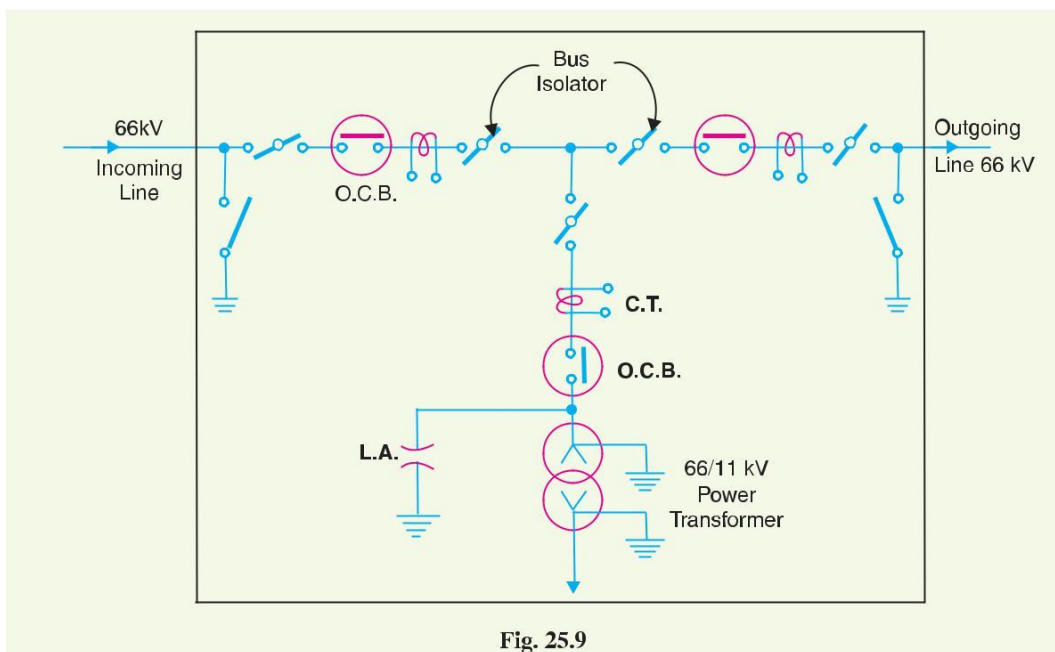 Bus
Isolator
66kV
Incoming
Line
O.C.B.
Outgoing
Line 66 kV
C.T.
O.C.B.
L.A.
66/11 kV
Power
Transformer
Fig. 25.9